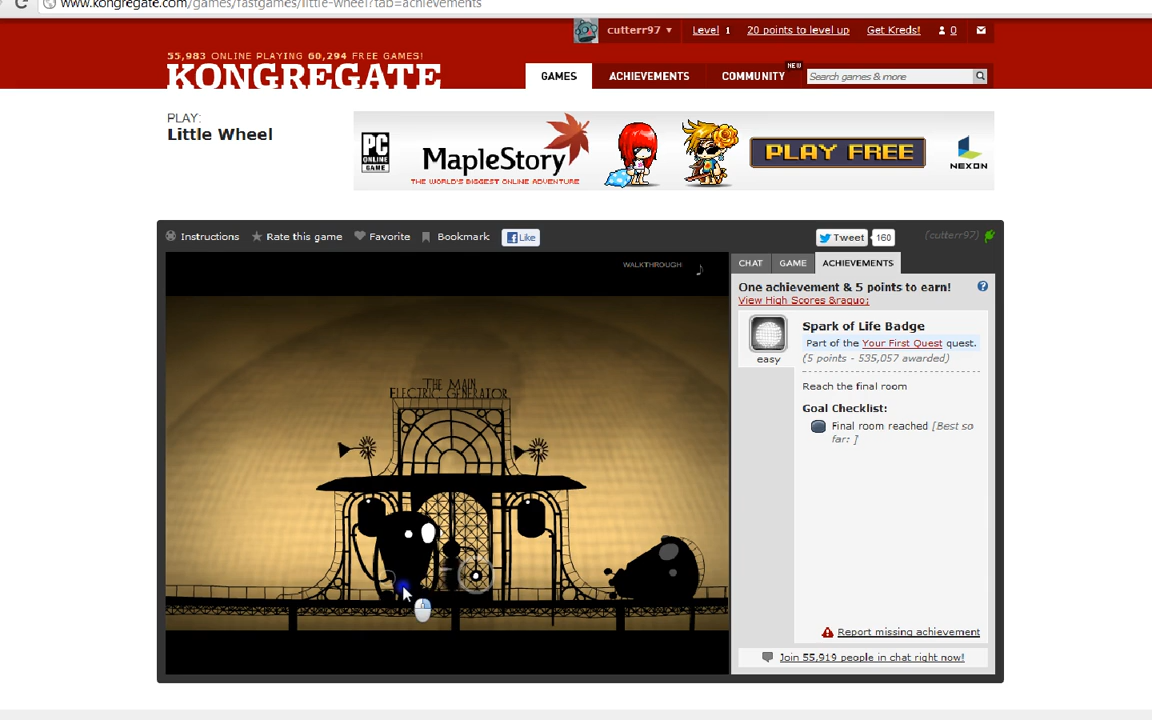 www.kongregate.com/games/fastgames/little-wheel?tab=achievements
cutterr97 Level 1 20 points to level up Get Kreds! 0
55,983 ONLINE PLAYING 60,294 FREE GAMES!
KONGREGATE
GAMES ACHIEVEMENTS COMMUNITY NEW Search games & more
PLAY:
Little Wheel
PC
ONLINE
GAME
MapleStory
THE WORLD'S BIGGEST ONLINE ADVENTURE
PLAY FREE
NEXON
Instructions Rate this game Favorite Bookmark Like Tweet 160 (cutterr97)
WALKTHROUGH
CHAT GAME ACHIEVEMENTS
One achievement & 5 points to earn!
View High Scores &raquo;
Spark of Life Badge
Part of the Your First Quest quest.
easy
(5 points - 535,057 awarded)
Reach the final room
Goal Checklist:
Final room reached [Best so
far: ]
THE MAIN
ELECTRIC GENERATOR
Report missing achievement
Join 55,919 people in chat right now!